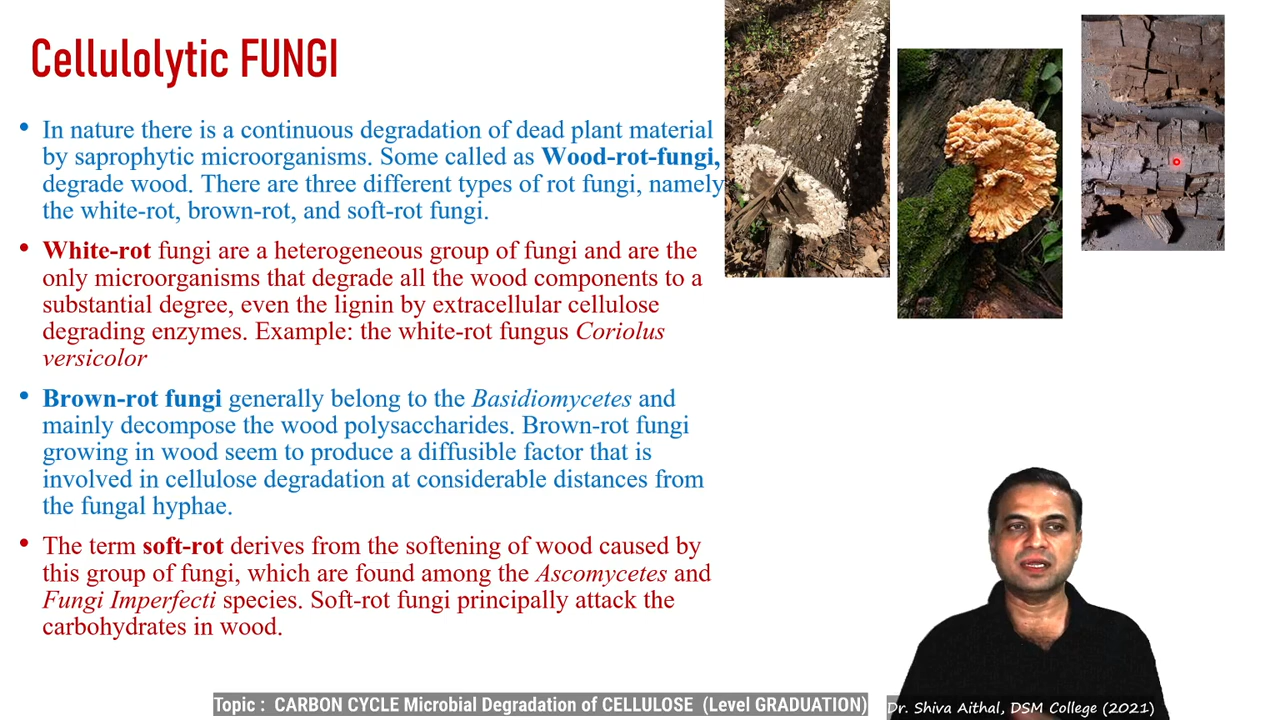 Cellulolytic FUNGI
• In nature there is a continuous degradation of dead plant material
by saprophytic microorganisms. Some called as Wood-rot-fungi,
degrade wood. There are three different types of rot fungi, namely
the white-rot, brown-rot, and soft-rot fungi.
• White-rot fungi are a heterogeneous group of fungi and are the
only microorganisms that degrade all the wood components to a
substantial degree, even the lignin by extracellular cellulose
degrading enzymes. Example: the white-rot fungus Coriolus
versicolor
• Brown-rot fungi generally belong to the Basidiomycetes and
mainly decompose the wood polysaccharides. Brown-rot fungi
growing in wood seem to produce a diffusible factor that is
involved in cellulose degradation at considerable distances from
the fungal hyphae.
• The term soft-rot derives from the softening of wood caused by
this group of fungi, which are found among the Ascomycetes and
Fungi Imperfecti species. Soft-rot fungi principally attack the
carbohydrates in wood.
Topic : CARBON CYCLE Microbial Degradation of CELLULOSE (Level GRADUATION)
Dr. Shiva Aithal, DSM College (2021)